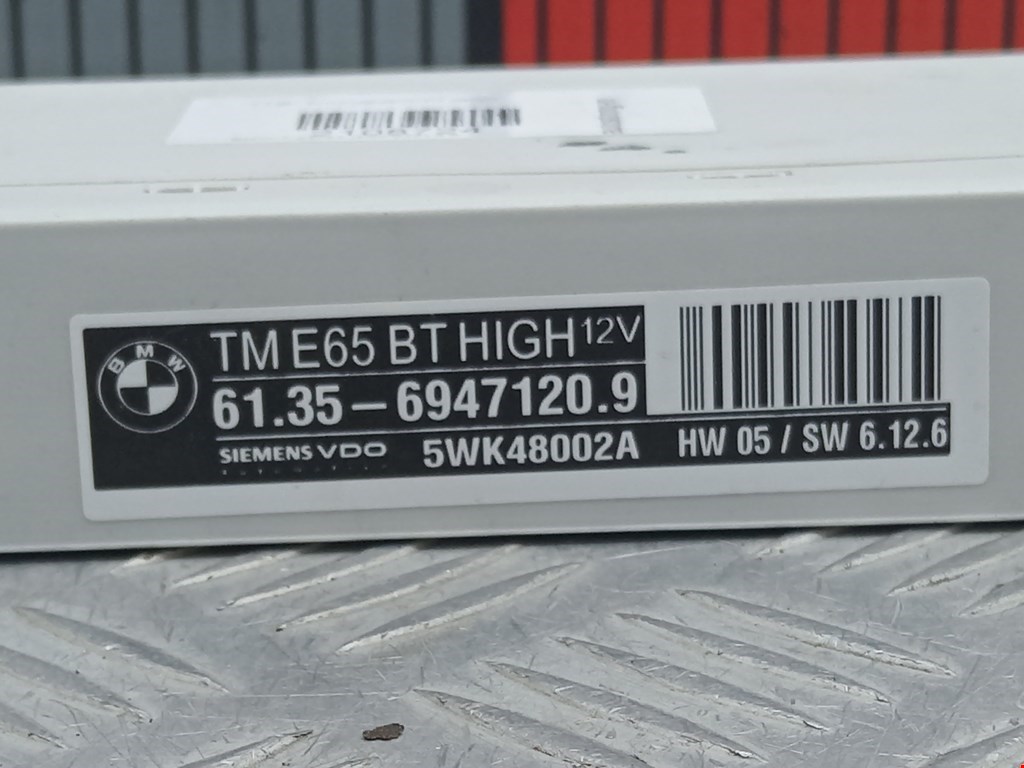 BMW
TM E65 BT HIGH 12V
61.35 – 6947120.9
SIEMENS VDO
5WK48002A
HW 05 / SW 6.12.6